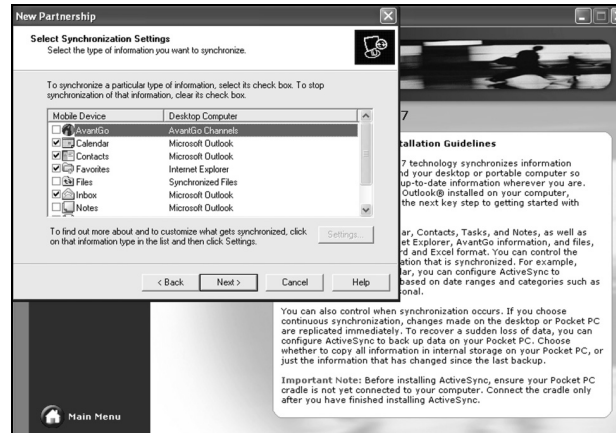 New Partnership
Select Synchronization Settings
Select the type of information you want to synchronize.
To synchronize a particular type of information, select its check box. To stop
synchronization of that information, clear its check box.
Mobile Device Desktop Computer
AvantGo AvantGo Channels
Calendar Microsoft Outlook
Contacts Microsoft Outlook
Favorites Internet Explorer
Files Synchronized Files
Inbox Microsoft Outlook
Notes Microsoft Outlook
To find out more about and to customize what gets synchronized, click
on that information type in the list and then click Settings.
Settings...
< Back Next > Cancel Help
7
tallation Guidelines
7 technology synchronizes information
nd your desktop or portable computer so
up-to-date information wherever you are.
Outlook® installed on your computer,
the next key step to getting started with
ar, Contacts, Tasks, and Notes, as well as
et Explorer, AvantGo information, and files,
rd and Excel format. You can control the
ation that is synchronized. For example,
dar, you can configure ActiveSync to
based on date ranges and categories such as
sonal.
You can also control when synchronization occurs. If you choose
continuous synchronization, changes made on the desktop or Pocket PC
are replicated immediately. To recover a sudden loss of data, you can
configure ActiveSync to back up data on your Pocket PC. Choose
whether to copy all information in internal storage on your Pocket PC, or
just the information that has changed since the last backup.
Important Note: Before installing ActiveSync, ensure your Pocket PC
cradle is not yet connected to your computer. Connect the cradle only
after you have finished installing ActiveSync.
Main Menu